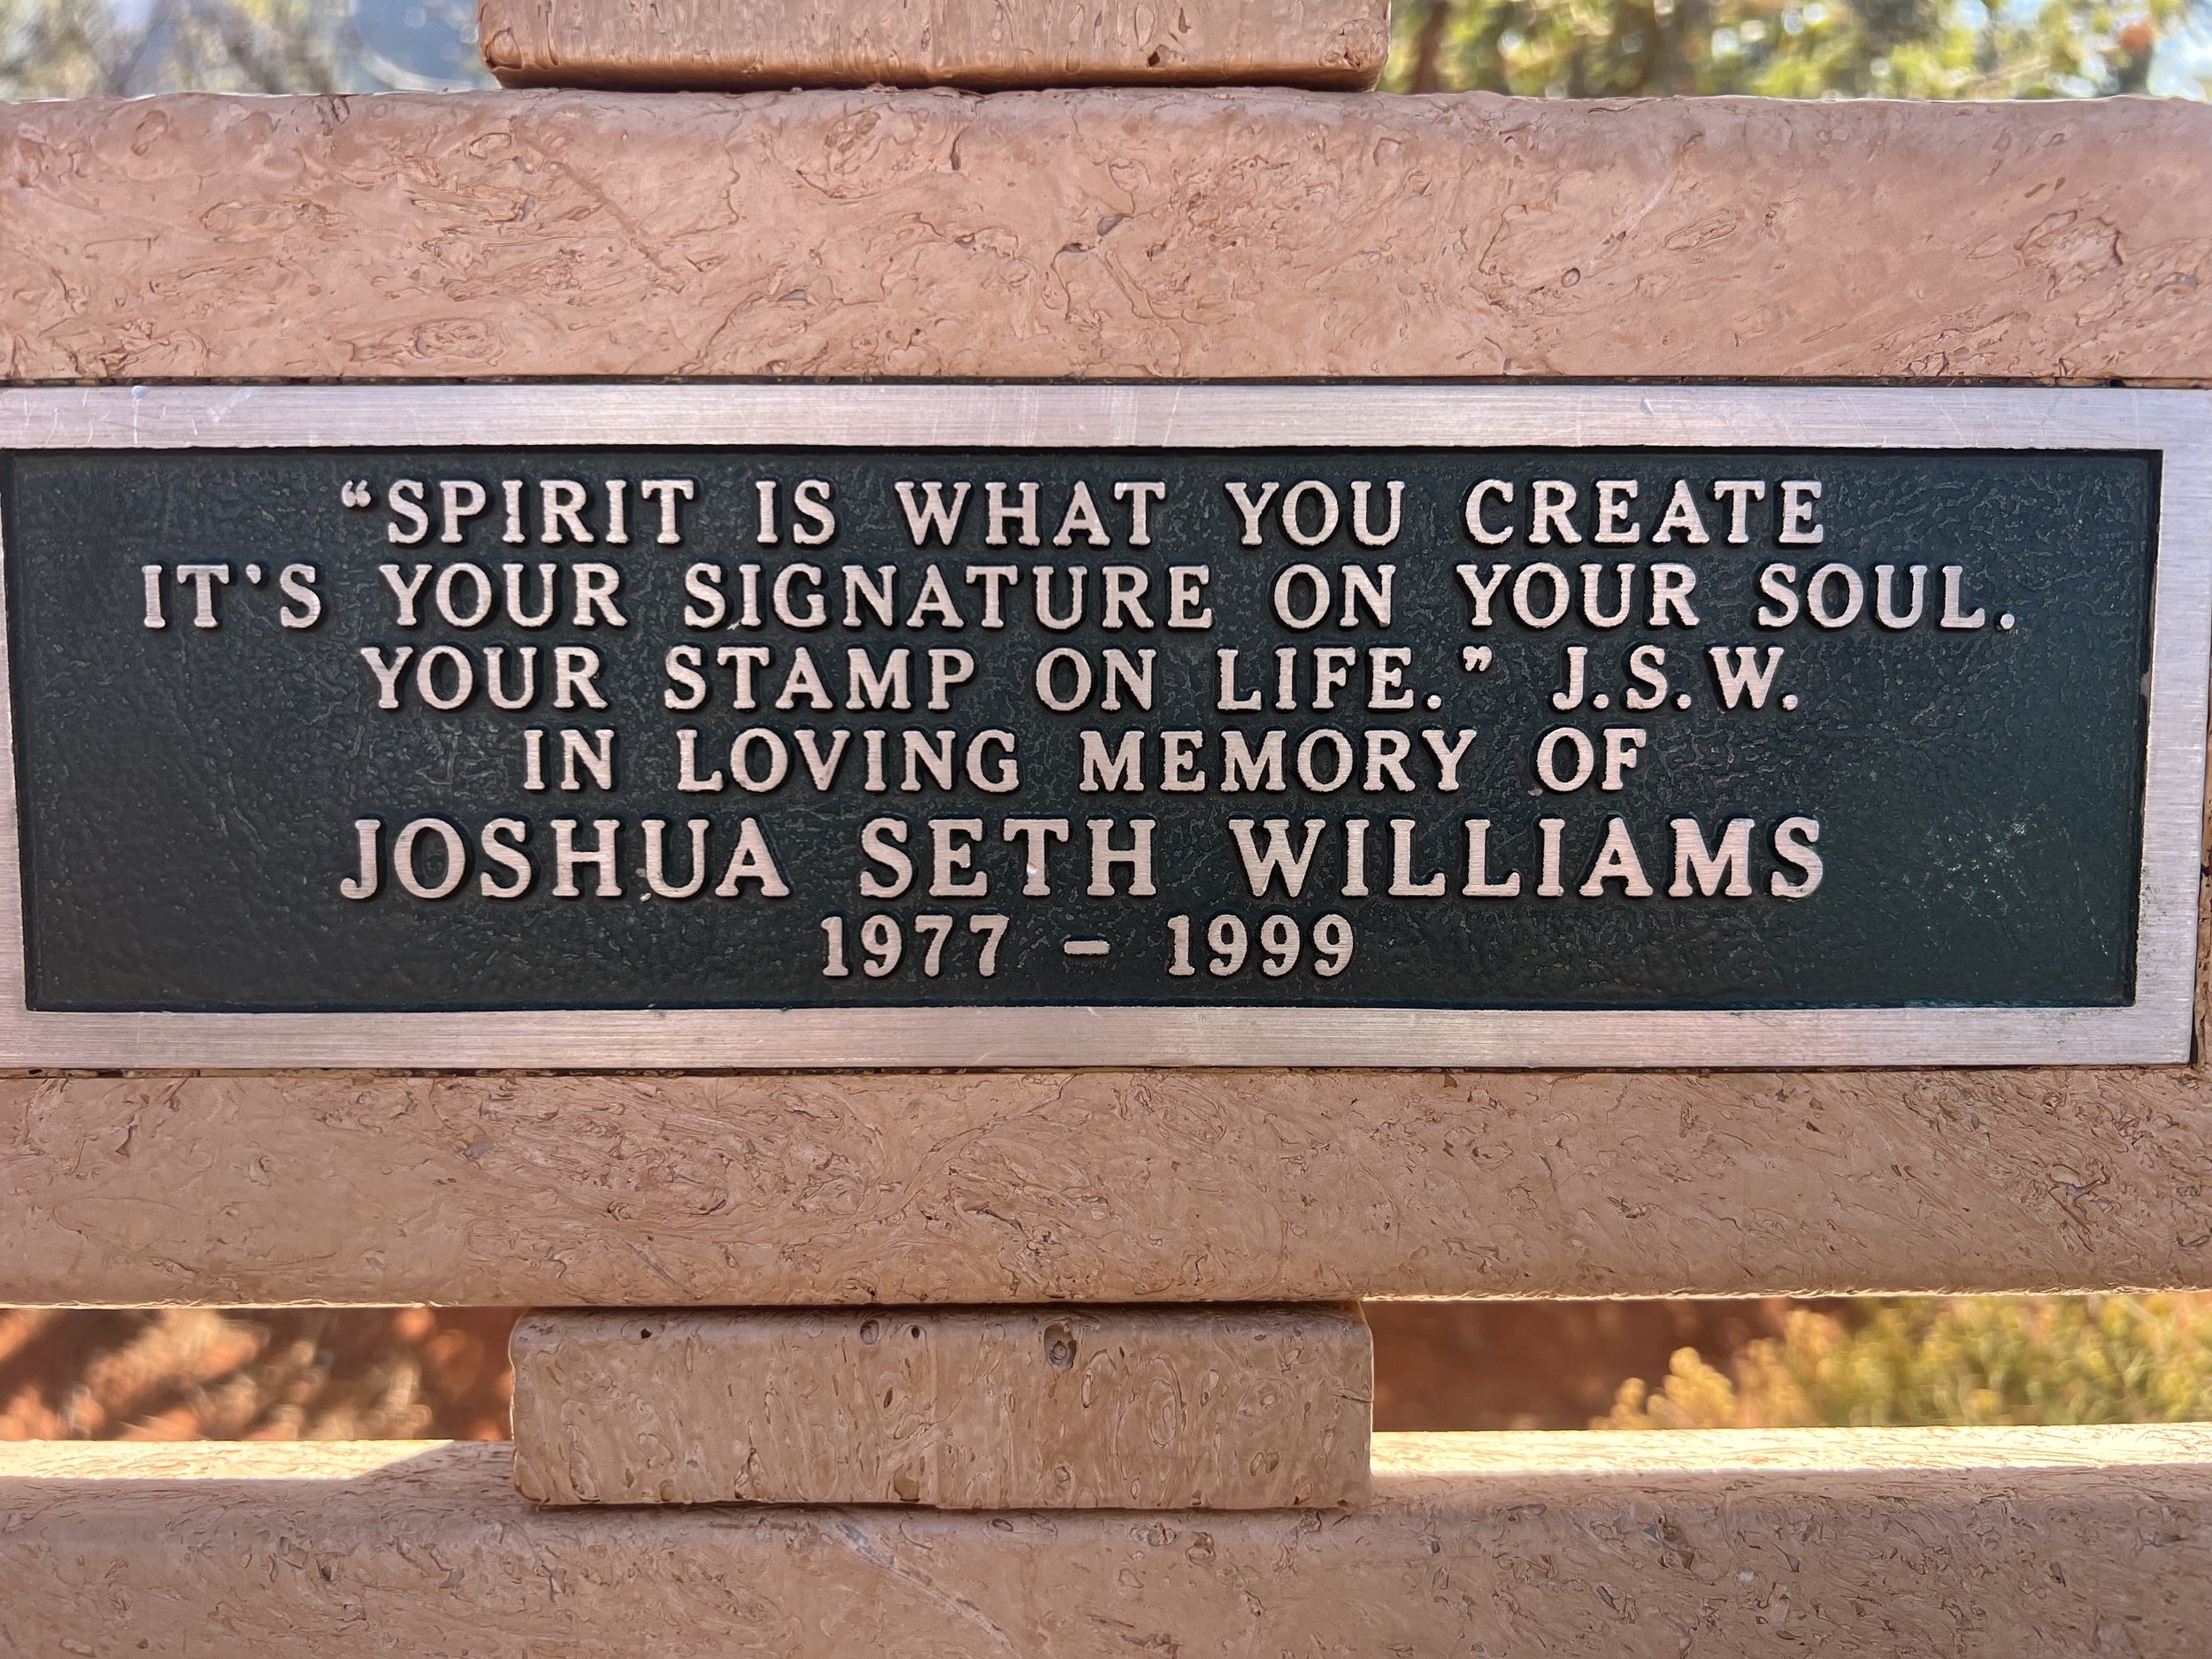 “SPIRIT IS WHAT YOU CREATE
IT'S YOUR SIGNATURE ON YOUR SOUL.
YOUR STAMP ON LIFE.” J.S.W.
IN LOVING MEMORY OF
JOSHUA SETH WILLIAMS
1977 – 1999